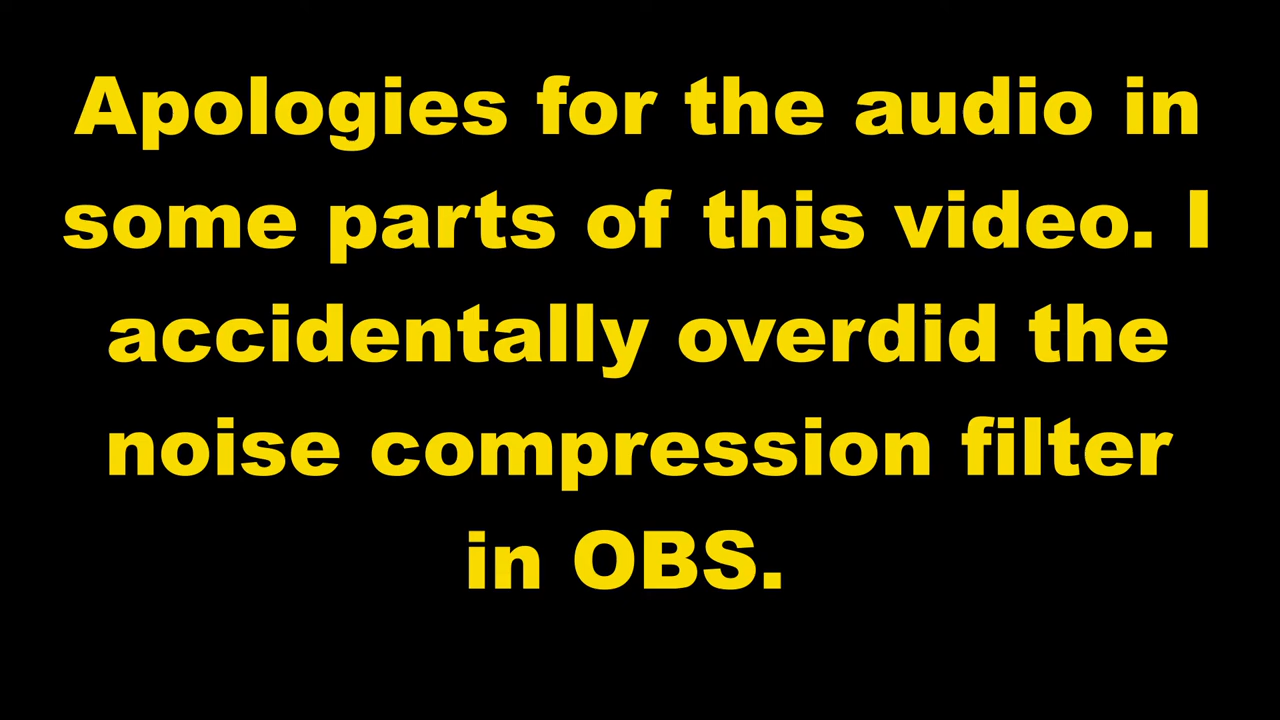 Apologies for the audio in
some parts of this video. I
accidentally overdid the
noise compression filter
in OBS.